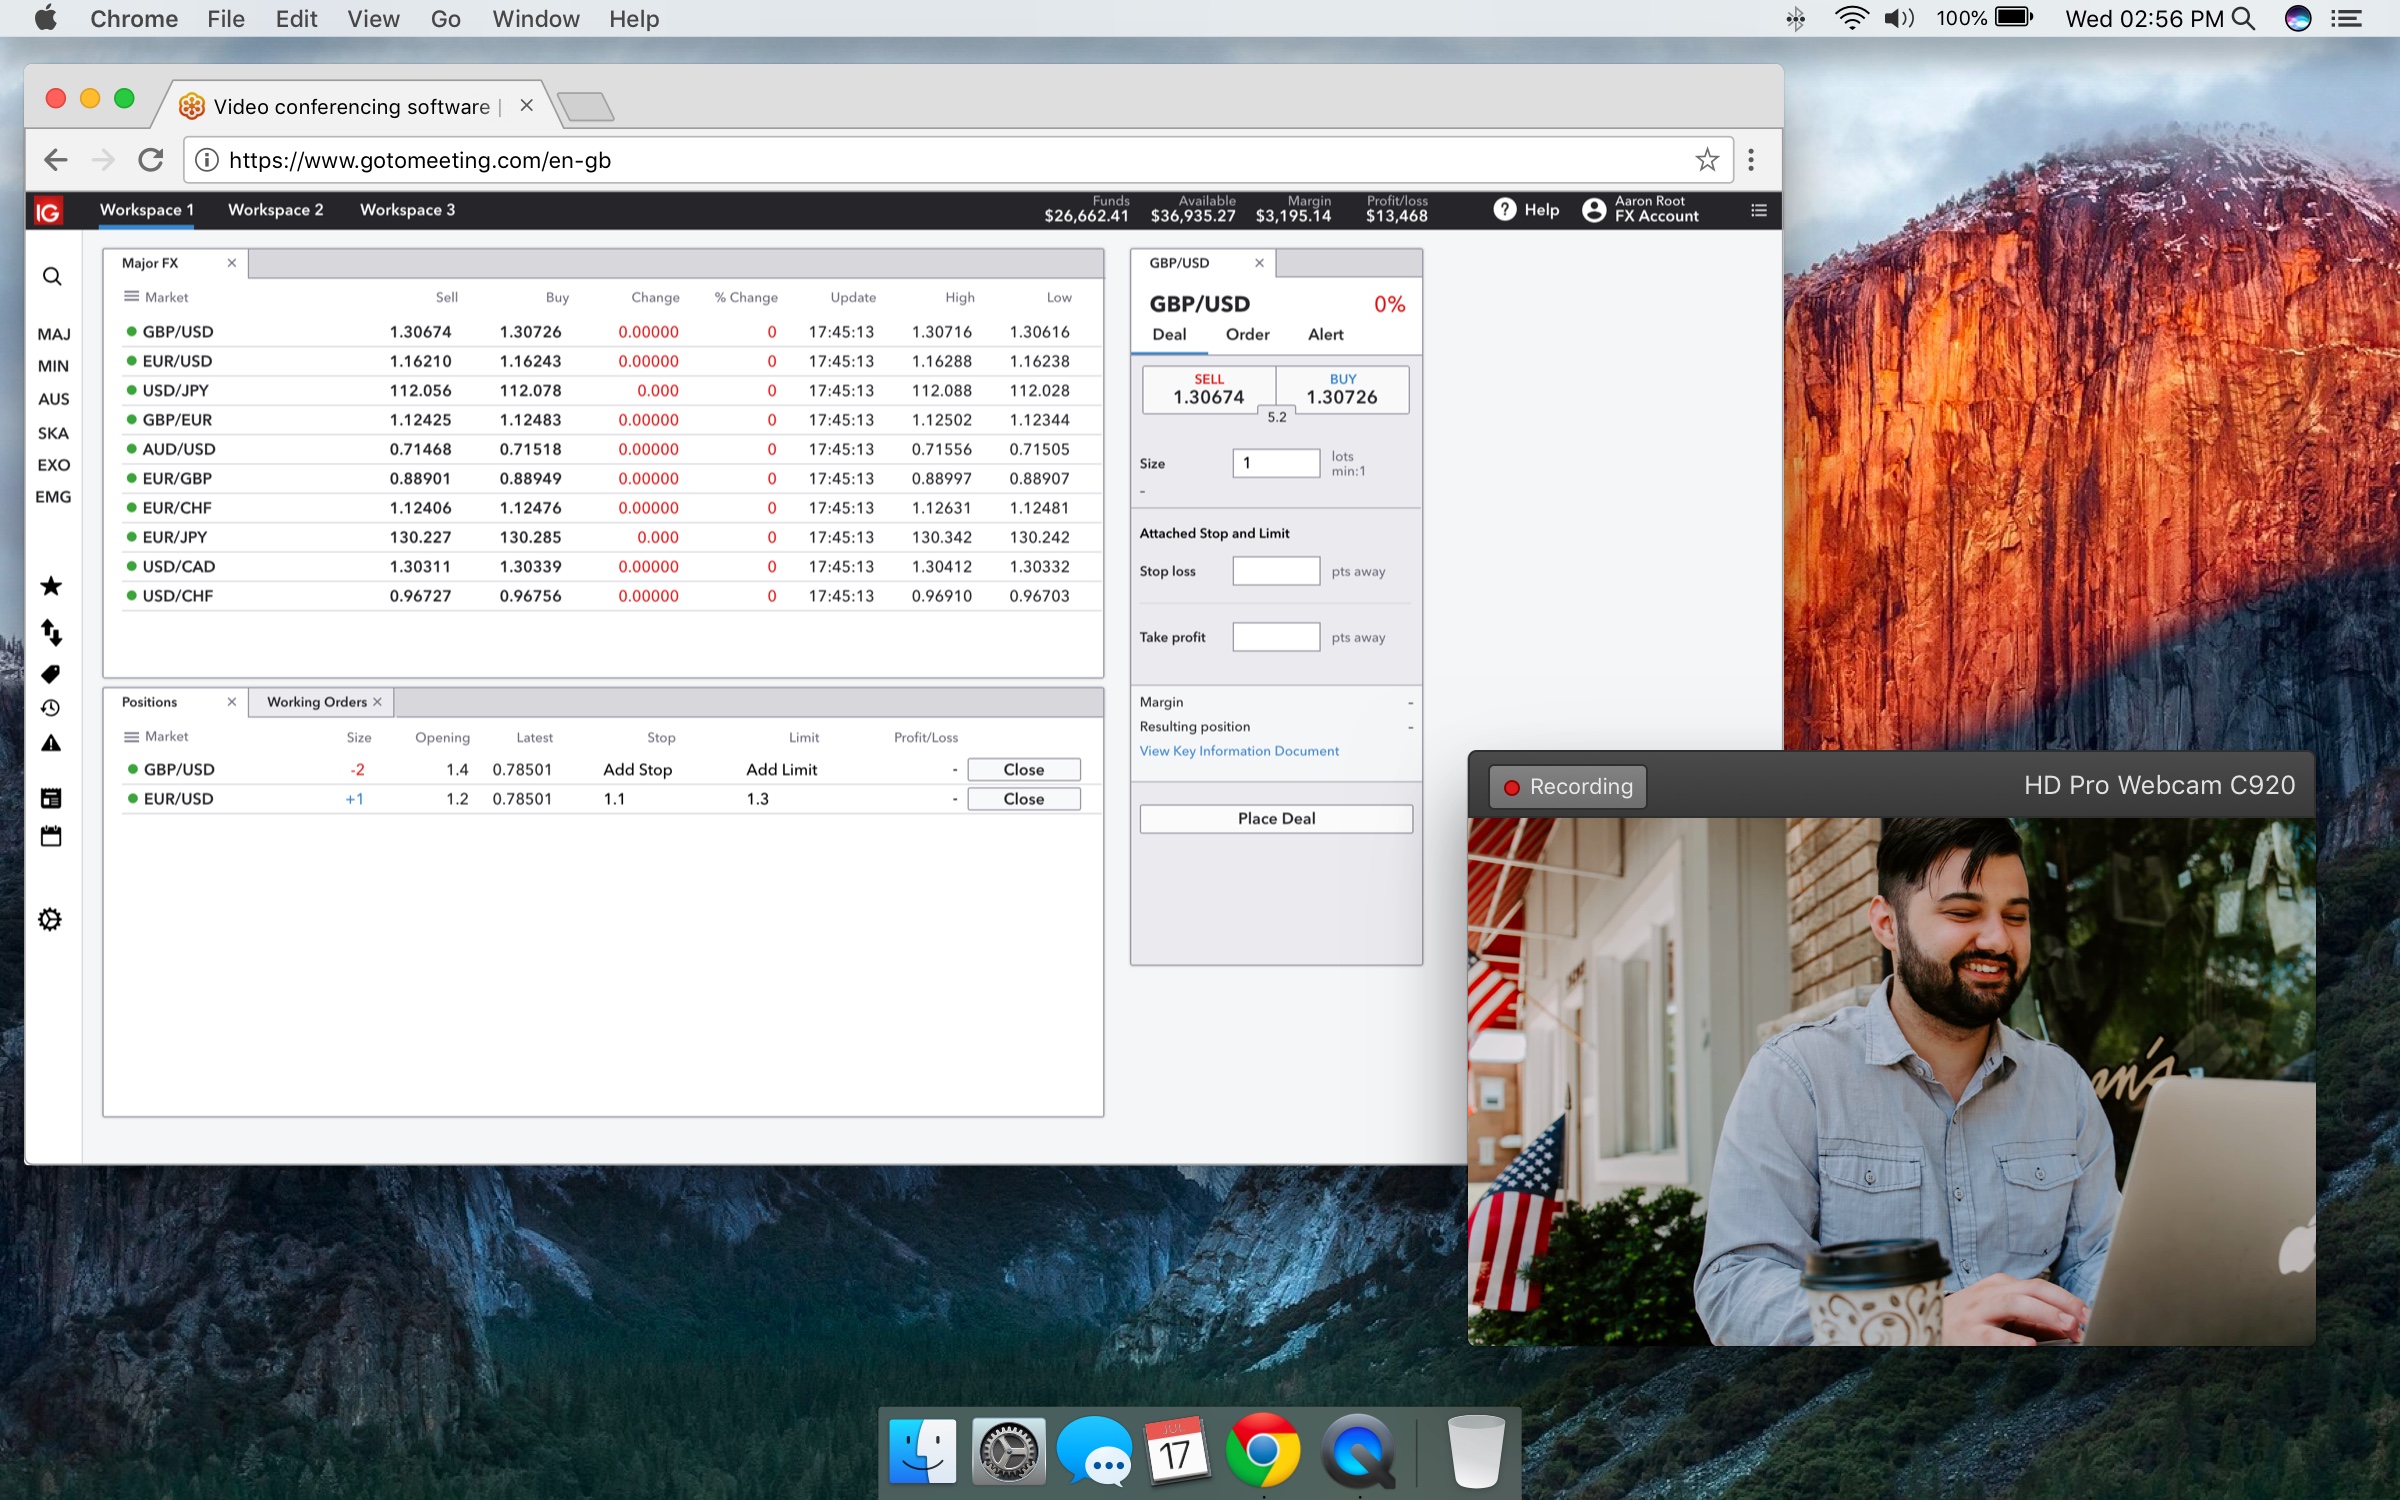 Chrome File Edit View Go Window Help 100% Wed 02:56 PM
Video conferencing software |
https://www.gotomeeting.com/en-gb
IG Workspace 1 Workspace 2 Workspace 3
Funds Available Margin Profit/loss
$26,662.41 $36,935.27 $3,195.14 $13,468
? Help
Aaron Root
FX Account
MAJ
MIN
AUS
SKA
EXO
EMG
Major FX
Market Sell Buy Change % Change Update High Low
GBP/USD 1.30674 1.30726 0.00000 0 17:45:13 1.30716 1.30616
EUR/USD 1.16210 1.16243 0.00000 0 17:45:13 1.16288 1.16238
USD/JPY 112.056 112.078 0.000 0 17:45:13 112.088 112.028
GBP/EUR 1.12425 1.12483 0.00000 0 17:45:13 1.12502 1.12344
AUD/USD 0.71468 0.71518 0.00000 0 17:45:13 0.71556 0.71505
EUR/GBP 0.88901 0.88949 0.00000 0 17:45:13 0.88997 0.88907
EUR/CHF 1.12406 1.12476 0.00000 0 17:45:13 1.12631 1.12481
EUR/JPY 130.227 130.285 0.000 0 17:45:13 130.342 130.242
USD/CAD 1.30311 1.30339 0.00000 0 17:45:13 1.30412 1.30332
USD/CHF 0.96727 0.96756 0.00000 0 17:45:13 0.96910 0.96703
Positions Working Orders
Market Size Opening Latest Stop Limit Profit/Loss
GBP/USD -2 1.4 0.78501 Add Stop Add Limit - Close
EUR/USD +1 1.2 0.78501 1.1 1.3 - Close
GBP/USD
GBP/USD 0%
Deal Order Alert
SELL BUY
1.30674 1.30726
5.2
Size 1 lots
min:1
-
Attached Stop and Limit
Stop loss pts away
Take profit pts away
Margin -
Resulting position -
View Key Information Document
Place Deal
Recording HD Pro Webcam C920
JUL
17